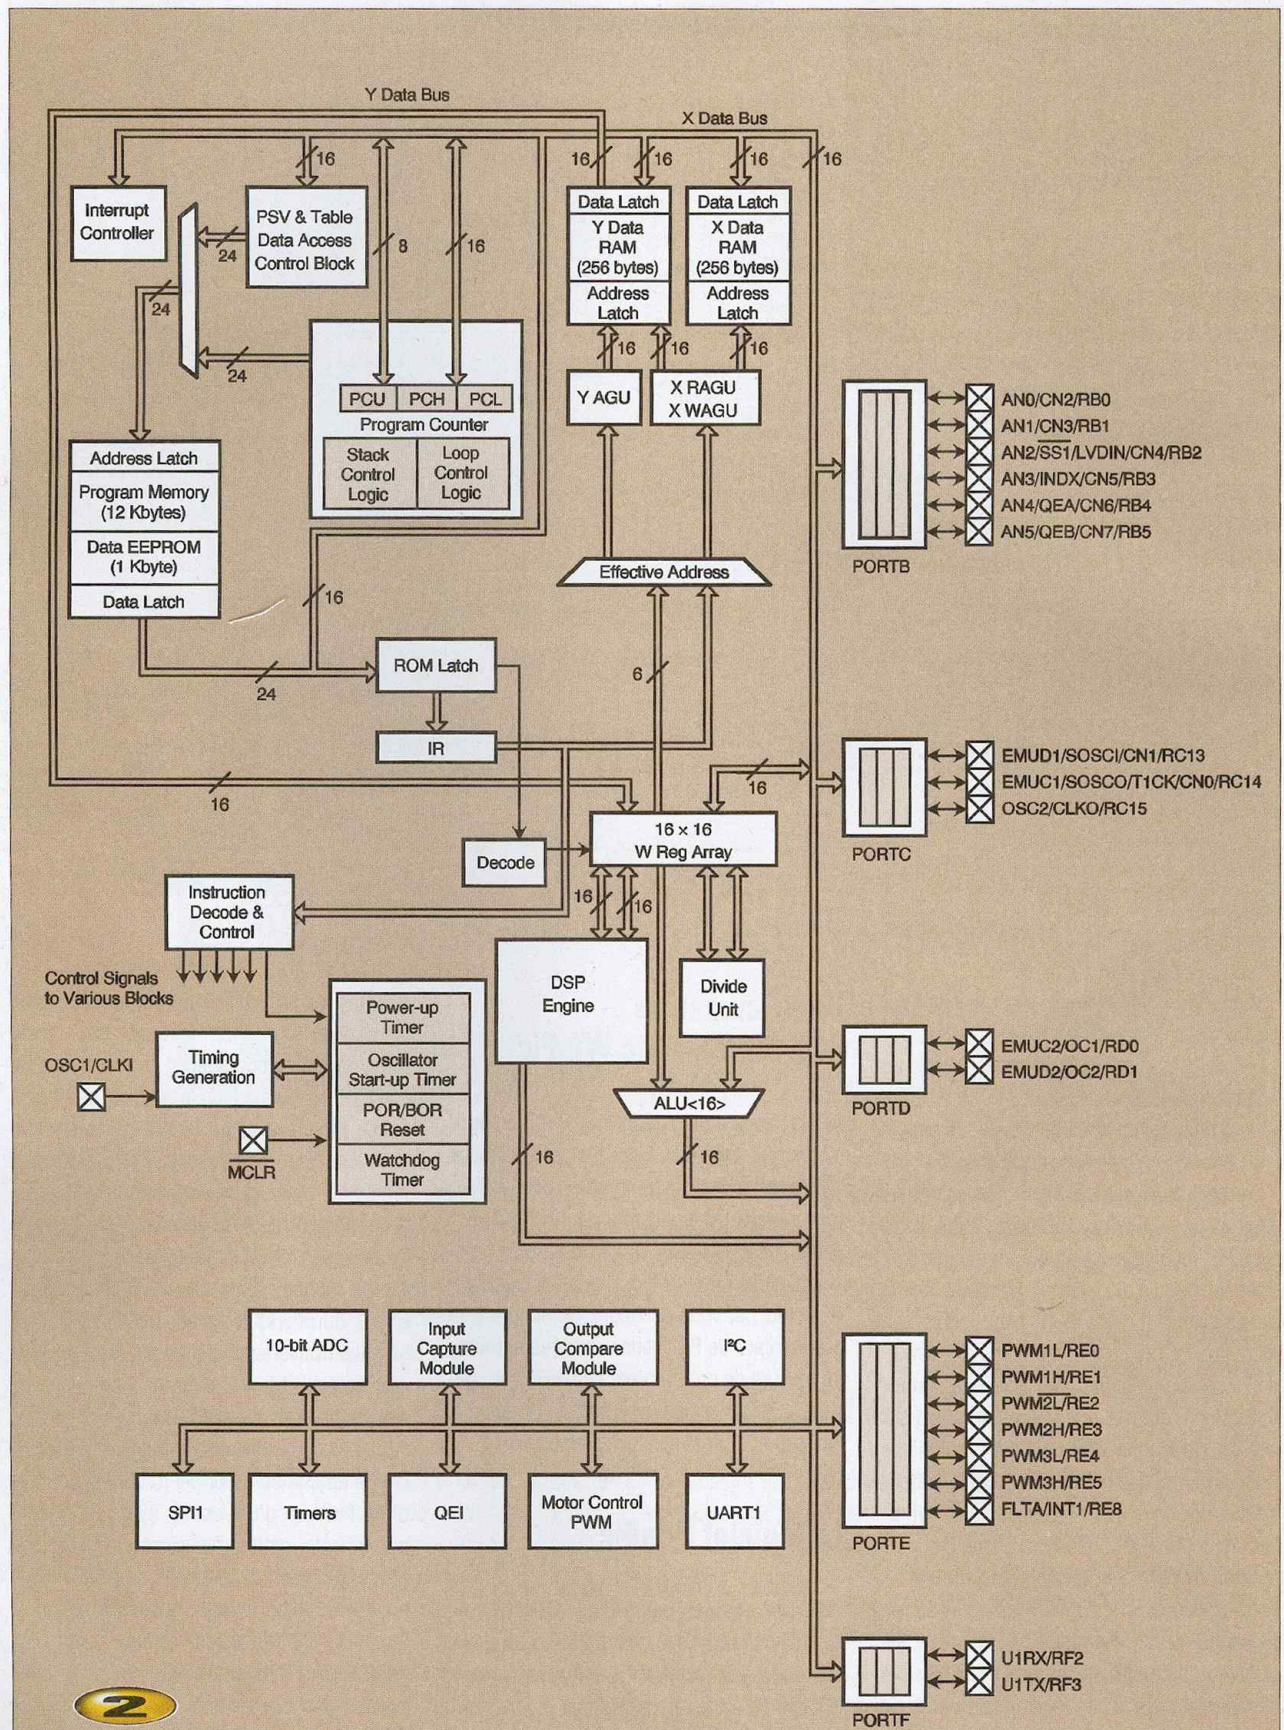 Y Data Bus
X Data Bus
16
16
16
16
16
Interrupt
Controller
PSV & Table
Data Access
Control Block
24
8
16
24
24
Data Latch
Y Data
RAM
(256 bytes)
Address
Latch
Data Latch
X Data
RAM
(256 bytes)
Address
Latch
16
16
16
Y AGU
X RAGU
X WAGU
PCU
PCH
PCL
Program Counter
Stack
Control
Logic
Loop
Control
Logic
Address Latch
Program Memory
(12 Kbytes)
Data EEPROM
(1 Kbyte)
Data Latch
16
24
Effective Address
ROM Latch
IR
6
16
16
16 × 16
W Reg Array
Decode
Instruction
Decode &
Control
16
16
Control Signals
to Various Blocks
DSP
Engine
Divide
Unit
Power-up
Timer
Oscillator
Start-up Timer
POR/BOR
Reset
Watchdog
Timer
OSC1/CLKI
Timing
Generation
MCLR
ALU<16>
16
16
AN0/CN2/RB0
AN1/CN3/RB1
AN2/SS1/LVDIN/CN4/RB2
AN3/INDX/CN5/RB3
AN4/QEA/CN6/RB4
AN5/QEB/CN7/RB5
PORTB
EMUD1/SOSCI/CN1/RC13
EMUC1/SOSCO/T1CK/CN0/RC14
OSC2/CLKO/RC15
PORTC
EMUC2/OC1/RD0
EMUD2/OC2/RD1
PORTD
10-bit ADC
Input
Capture
Module
Output
Compare
Module
I²C
SPI1
Timers
QEI
Motor Control
PWM
UART1
PWM1L/RE0
PWM1H/RE1
PWM2L/RE2
PWM2H/RE3
PWM3L/RE4
PWM3H/RE5
FLTA/INT1/RE8
PORTE
U1RX/RF2
U1TX/RF3
PORTF
2